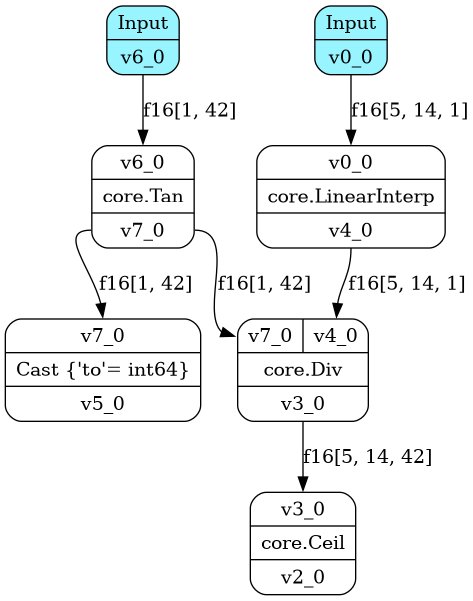 Input
v6_0
Input
v0_0
f16[1, 42]
f16[5, 14, 1]
v6_0
core.Tan
v7_0
v0_0
core.LinearInterp
v4_0
f16[1, 42]
f16[1, 42]
f16[5, 14, 1]
v7_0
Cast {'to'= int64}
v5_0
v7_0
v4_0
core.Div
v3_0
f16[5, 14, 42]
v3_0
core.Ceil
v2_0